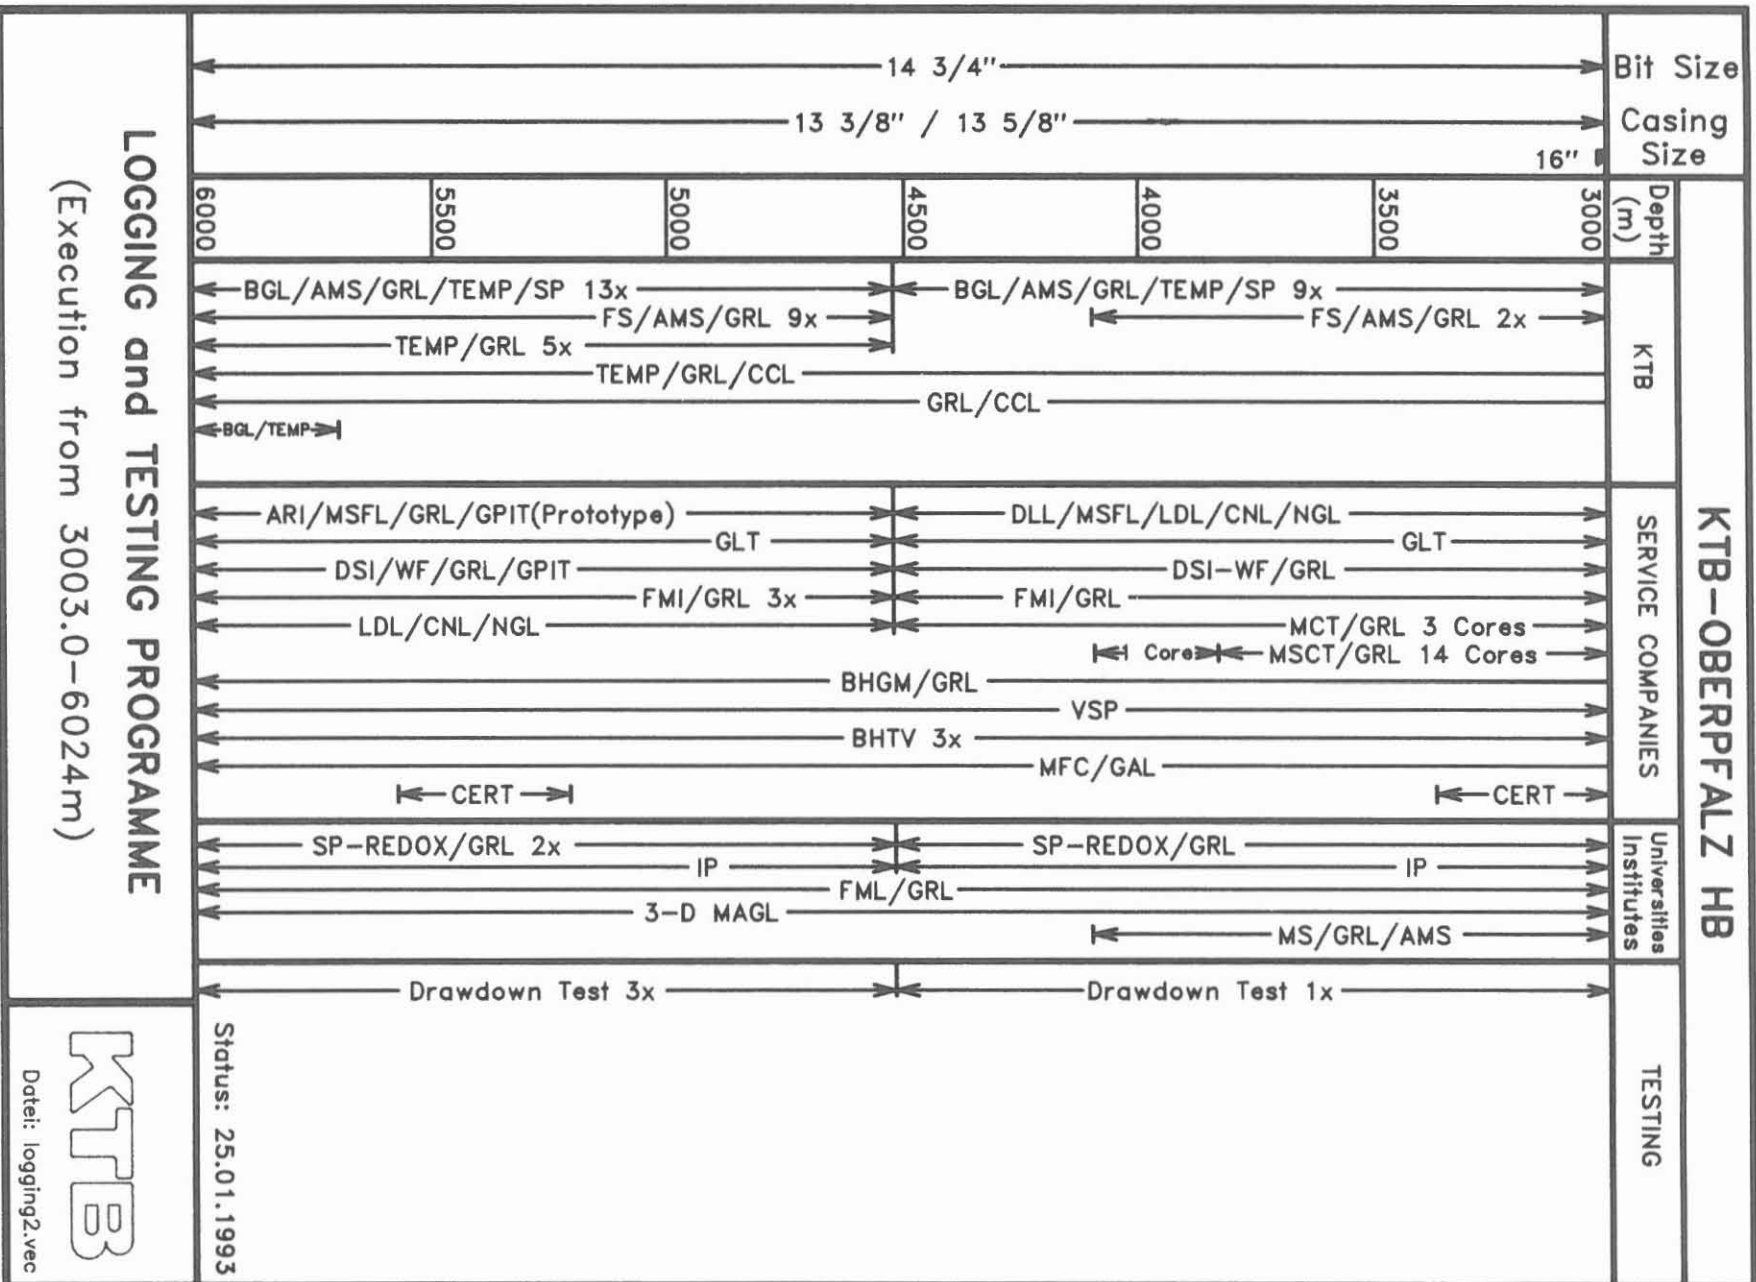 KTB-OBERPFALZ HB
Bit Size
14 3/4"
Casing
Size
13 3/8" / 13 5/8"
16"
Depth
(m)
3000
3500
4000
4500
5000
5500
6000
KTB
BGL/AMS/GRL/TEMP/SP 13x
BGL/AMS/GRL/TEMP/SP 9x
FS/AMS/GRL 9x
FS/AMS/GRL 2x
TEMP/GRL 5x
TEMP/GRL/CCL
GRL/CCL
BGL/TEMP
SERVICE COMPANIES
ARI/MSFL/GRL/GPIT(Prototype)
DLL/MSFL/LDL/CNL/NGL
GLT
GLT
DSI/WF/GRL/GPIT
DSI-WF/GRL
FMI/GRL 3x
FMI/GRL
LDL/CNL/NGL
MCT/GRL 3 Cores
1 Core
MSCT/GRL 14 Cores
BHGM/GRL
VSP
BHTV 3x
MFC/GAL
CERT
CERT
Universities
Institutes
SP-REDOX/GRL 2x
SP-REDOX/GRL
IP
IP
FML/GRL
3-D MAGL
MS/GRL/AMS
TESTING
Drawdown Test 3x
Drawdown Test 1x
Status: 25.01.1993
LOGGING and TESTING PROGRAMME
(Execution from 3003.0-6024m)
KTB
Datei: logging2.vec